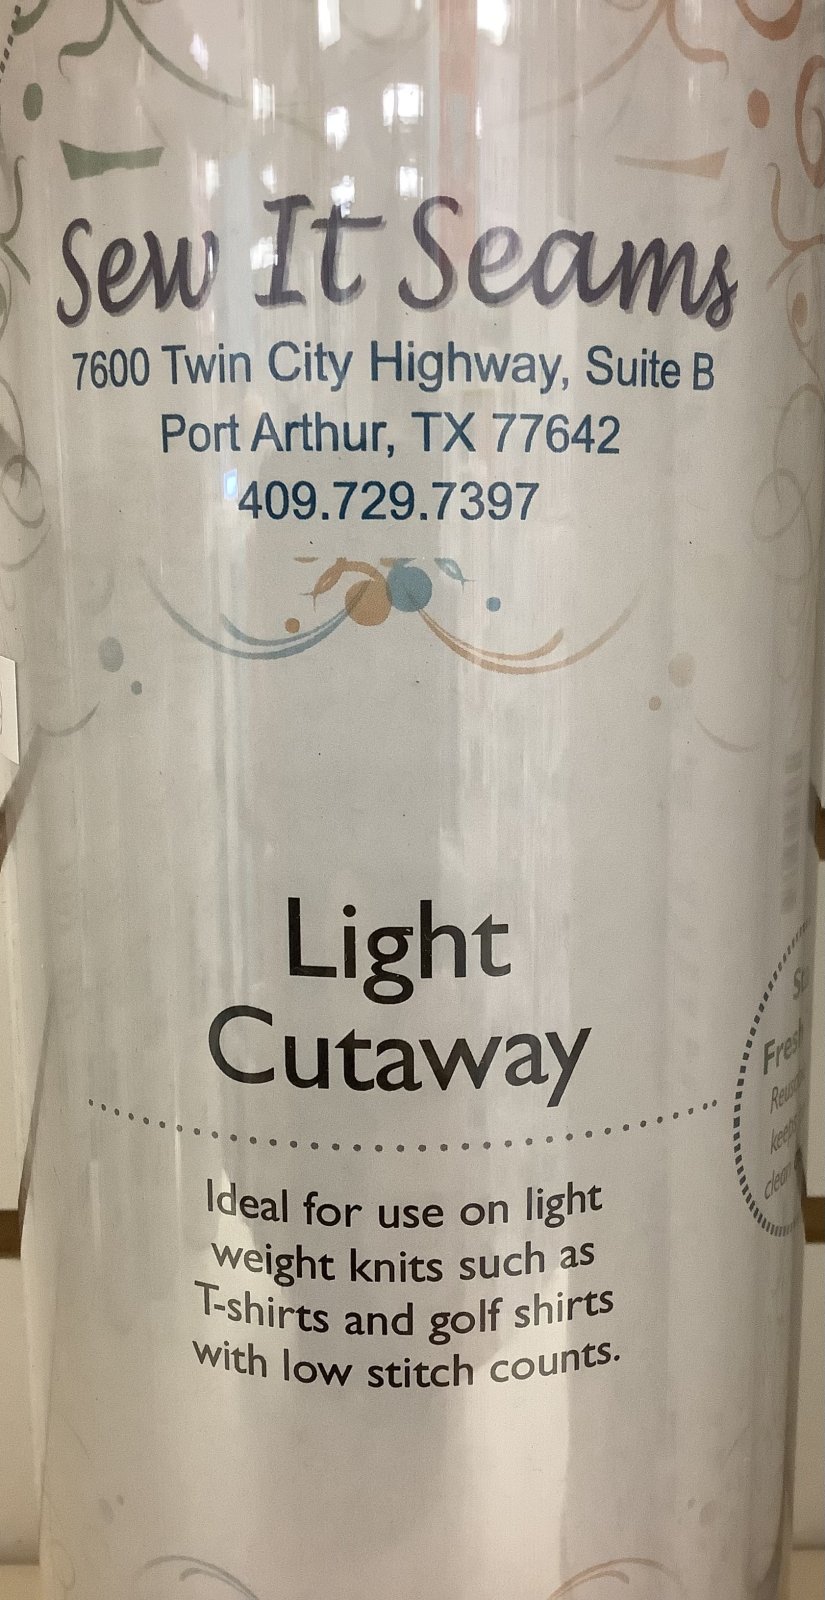 Sew It Seams
7600 Twin City Highway, Suite B
Port Arthur, TX 77642
409.729.7397
Light
Cutaway
Ideal for use on light
weight knits such as
T-shirts and golf shirts
with low stitch counts.